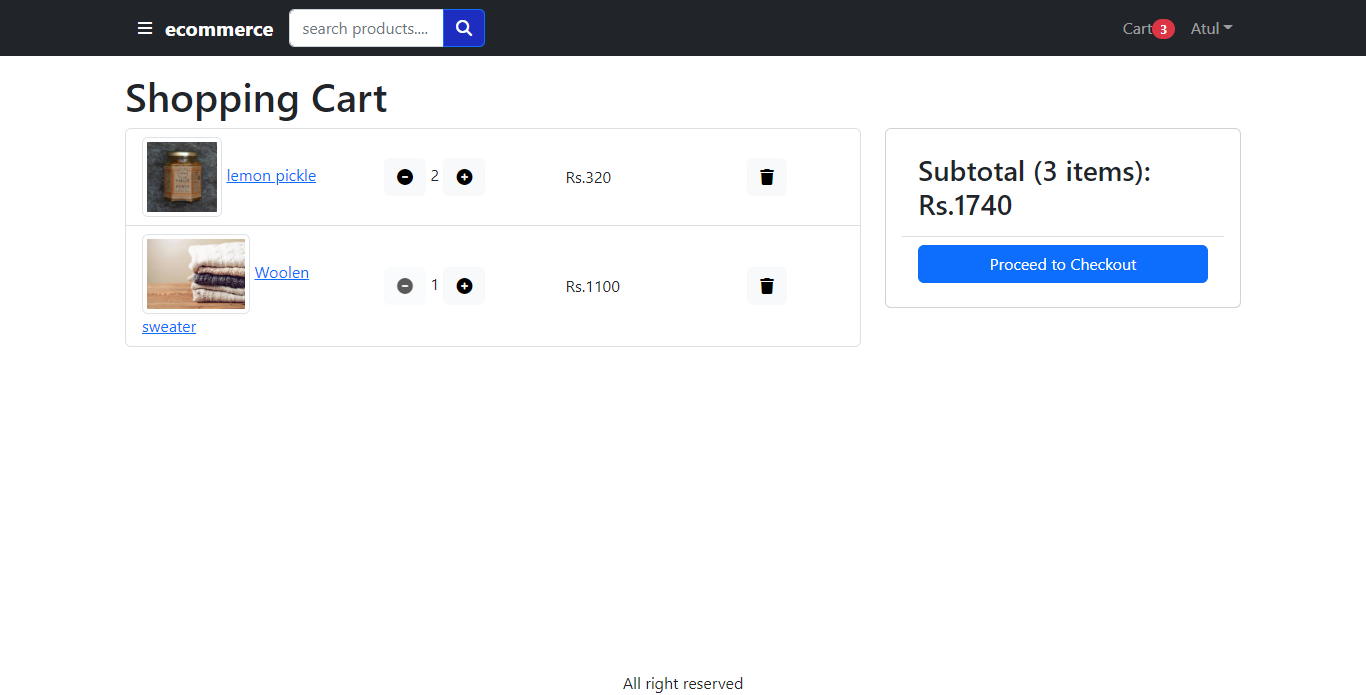 ecommerce search products.... Cart 3 Atul
Shopping Cart
lemon pickle 2 Rs.320
Woolen
sweater 1 Rs.1100
Subtotal (3 items):
Rs.1740
Proceed to Checkout
All right reserved